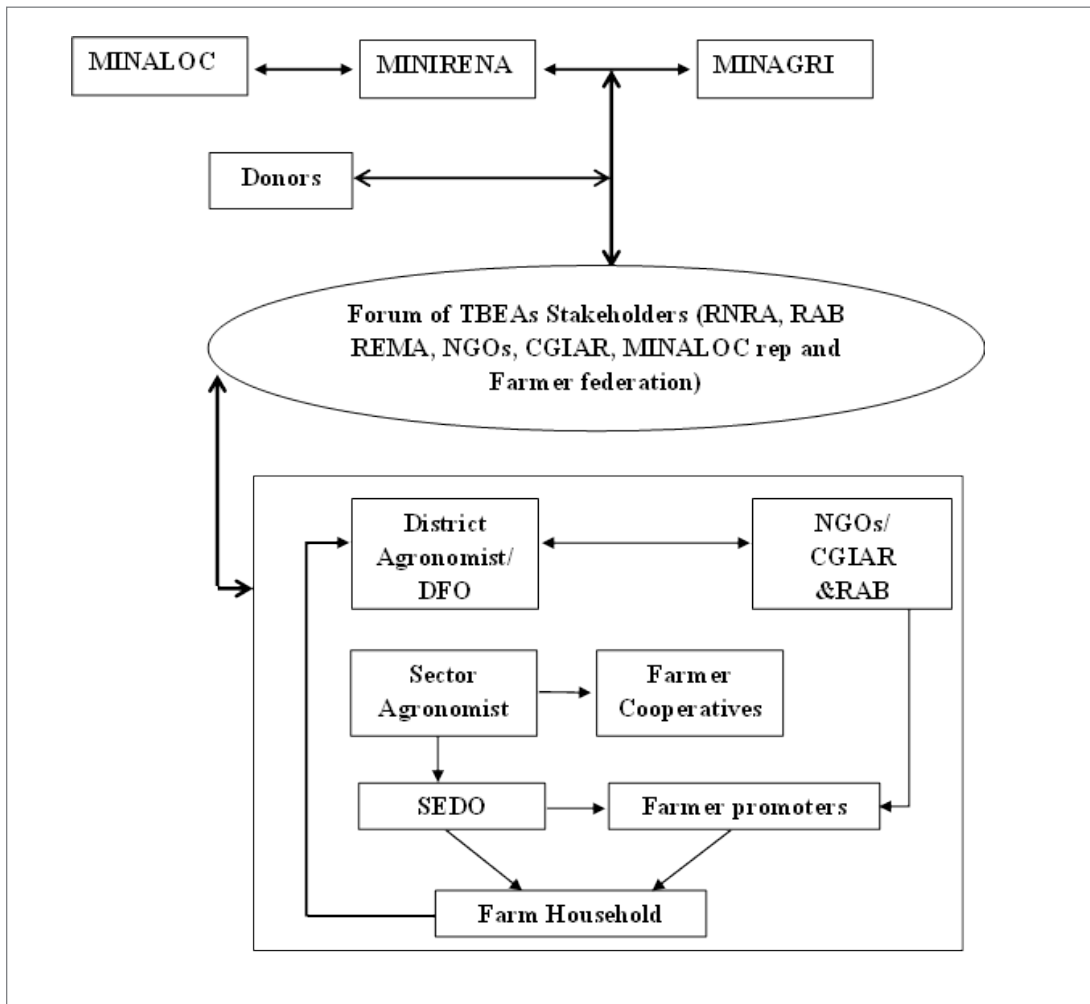 MINALOC
MINIRENA
MINAGRI
Donors
Forum of TBEAs Stakeholders (RNRA, RAB
REMA, NGOs, CGIAR, MINALOC rep and
Farmer federation)
District
Agronomist/
DFO
NGOs/
CGIAR
&RAB
Sector
Agronomist
Farmer
Cooperatives
SEDO
Farmer promoters
Farm Household